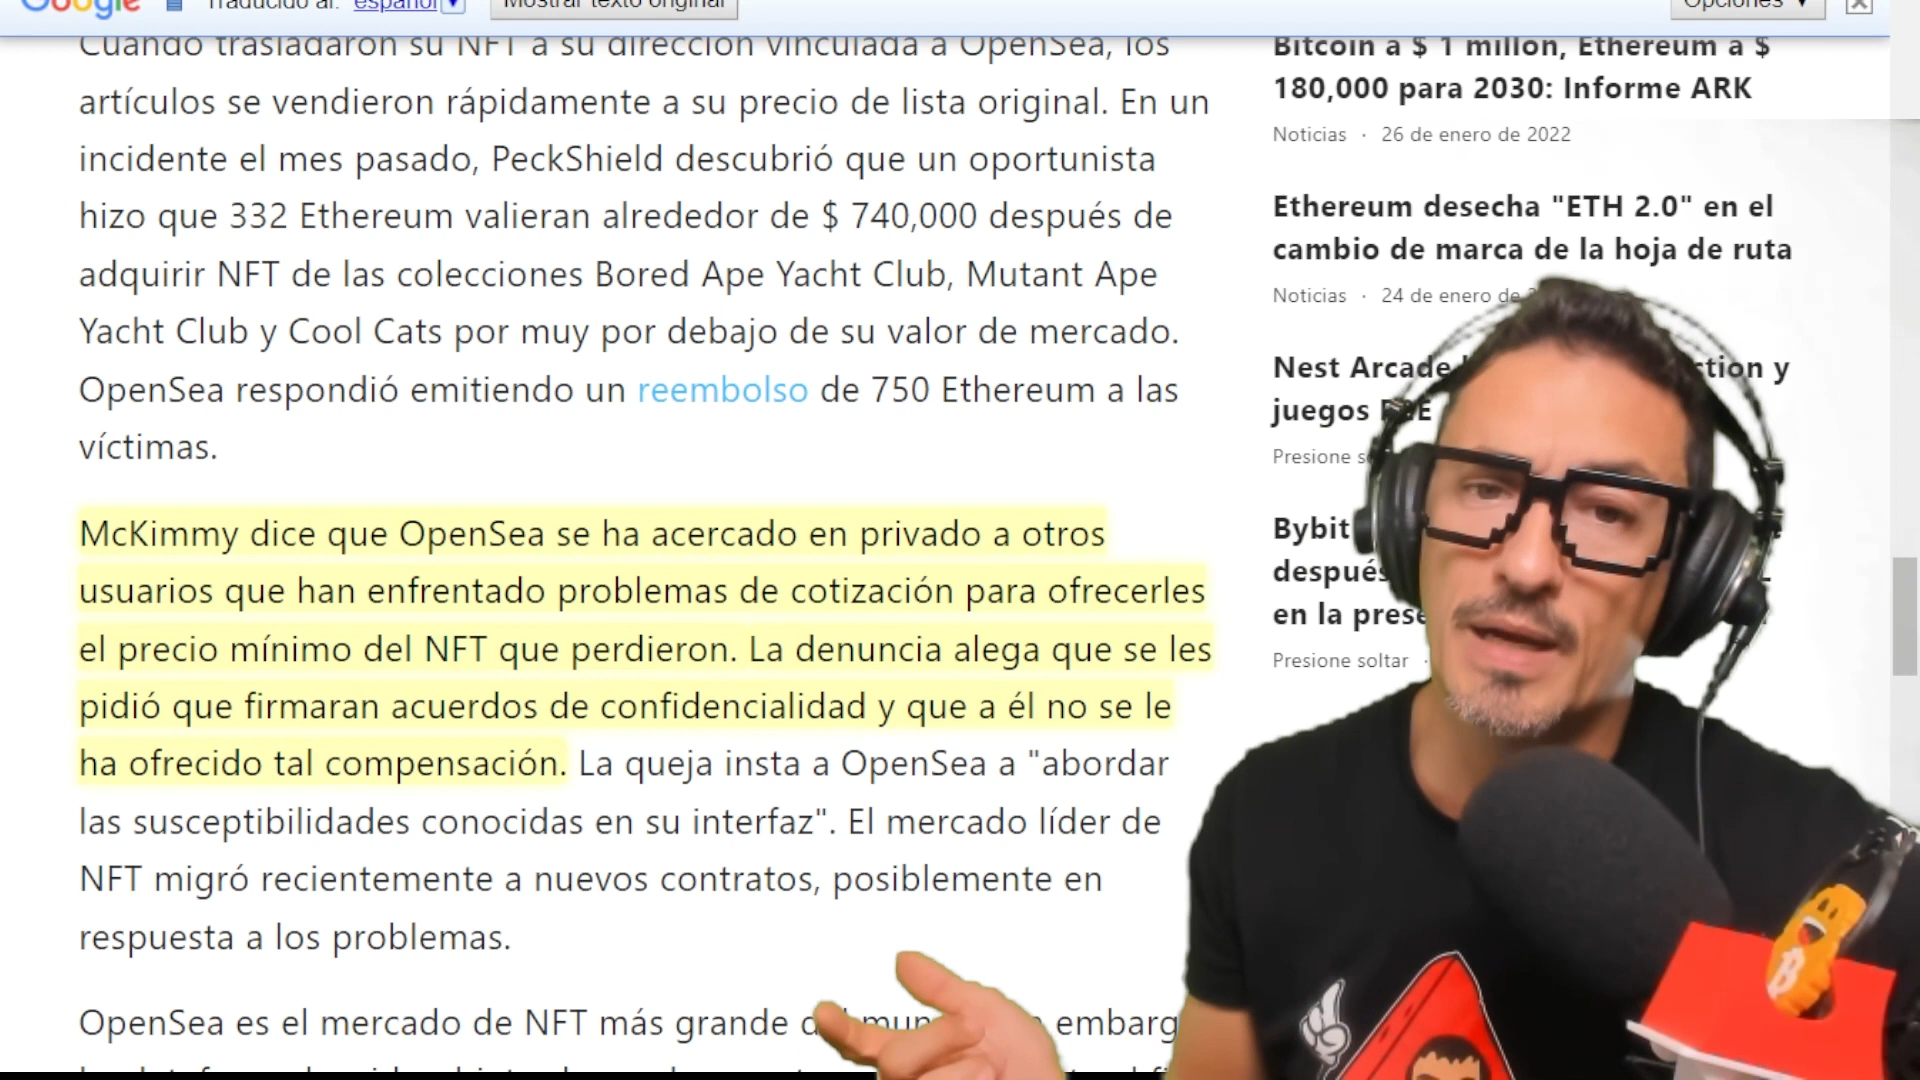 Google Traducido al: español Mostrar texto original Opciones
Cuando trasladaron su NFT a su dirección vinculada a OpenSea, los
artículos se vendieron rápidamente a su precio de lista original. En un
incidente el mes pasado, PeckShield descubrió que un oportunista
hizo que 332 Ethereum valieran alrededor de $ 740,000 después de
adquirir NFT de las colecciones Bored Ape Yacht Club, Mutant Ape
Yacht Club y Cool Cats por muy por debajo de su valor de mercado.
OpenSea respondió emitiendo un reembolso de 750 Ethereum a las
víctimas.
McKimmy dice que OpenSea se ha acercado en privado a otros
usuarios que han enfrentado problemas de cotización para ofrecerles
el precio mínimo del NFT que perdieron. La denuncia alega que se les
pidió que firmaran acuerdos de confidencialidad y que a él no se le
ha ofrecido tal compensación. La queja insta a OpenSea a "abordar
las susceptibilidades conocidas en su interfaz". El mercado líder de
NFT migró recientemente a nuevos contratos, posiblemente en
respuesta a los problemas.
OpenSea es el mercado de NFT más grande
Bitcoin a $ 1 millón, Ethereum a $
180,000 para 2030: Informe ARK
Noticias · 26 de enero de 2022
Ethereum desecha "ETH 2.0" en el
cambio de marca de la hoja de ruta
Noticias · 24 de enero de
Nest Arcade y
juegos
Presione
Bybit
después
en la
Presione soltar ·